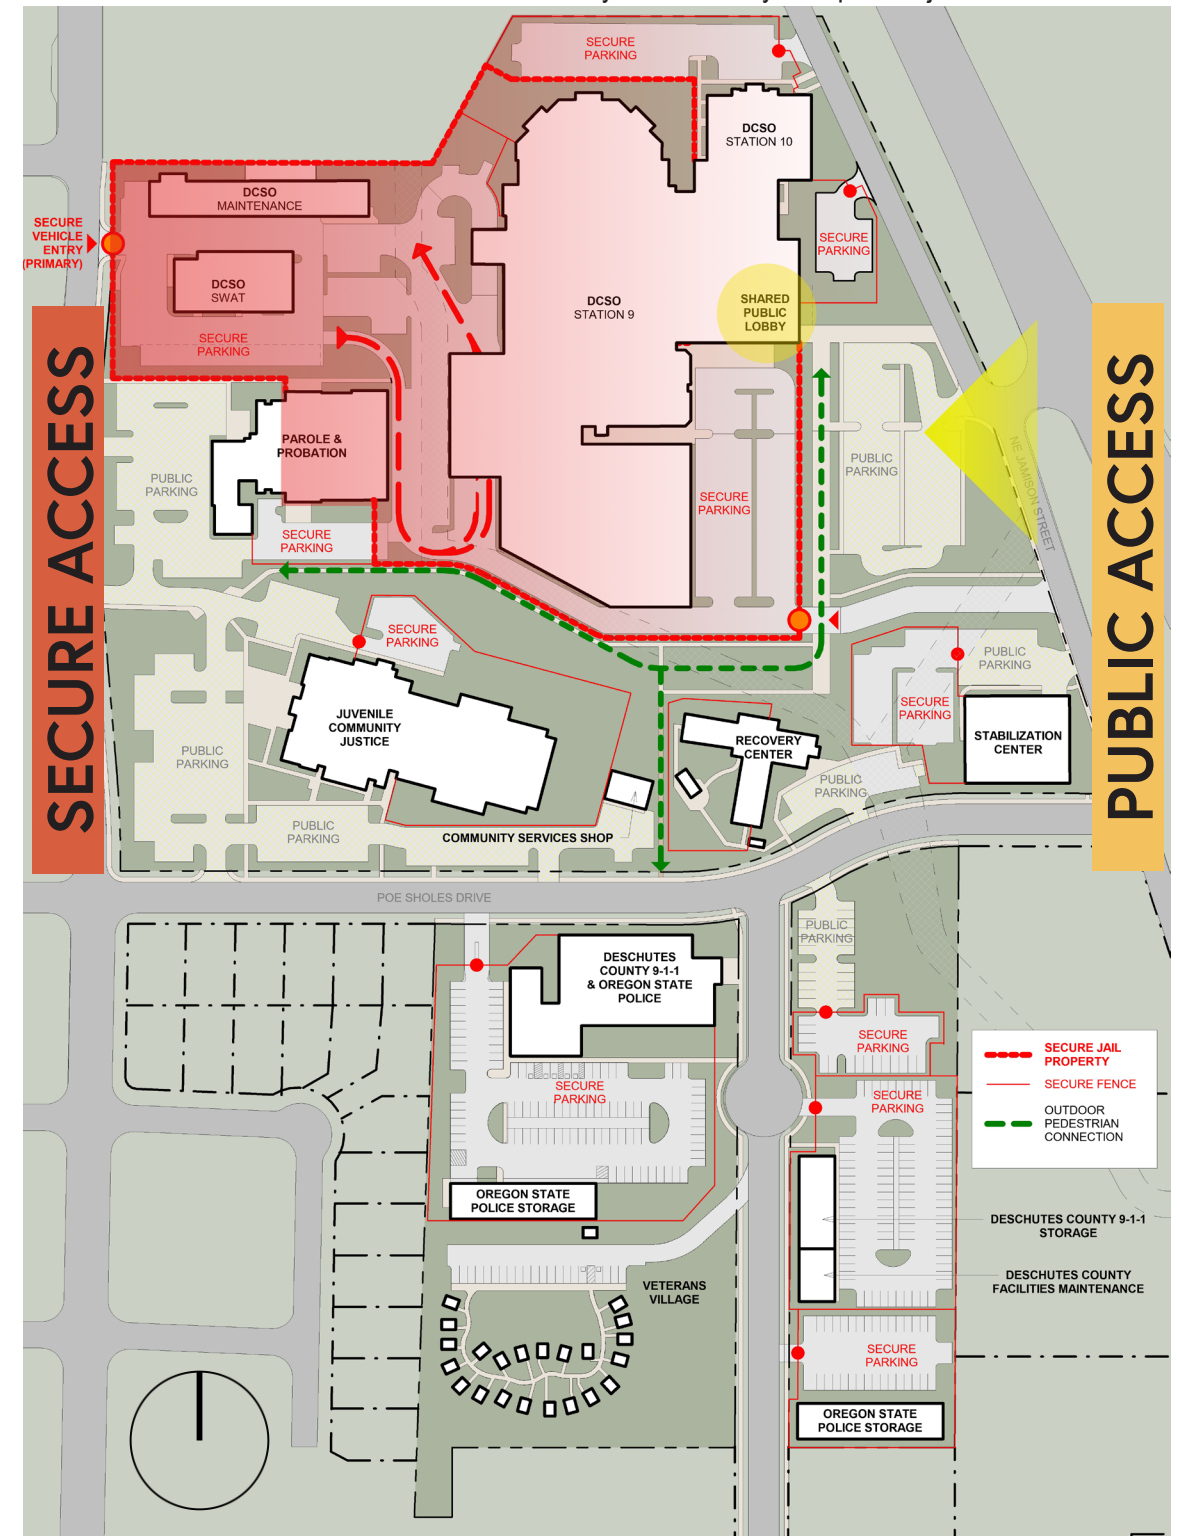 SECURE
PARKING
DCSO
STATION 10
DCSO
MAINTENANCE
SECURE
VEHICLE
ENTRY
(PRIMARY)
SECURE
PARKING
DCSO
SWAT
DCSO
STATION 9
SHARED
PUBLIC
LOBBY
SECURE
PARKING
SECURE ACCESS
PUBLIC ACCESS
PAROLE &
PROBATION
PUBLIC
PARKING
PUBLIC
PARKING
SECURE
PARKING
NE JAMISON STREET
SECURE
PARKING
SECURE
PARKING
PUBLIC
PARKING
SECURE
PARKING
JUVENILE
COMMUNITY
JUSTICE
RECOVERY
CENTER
STABILIZATION
CENTER
PUBLIC
PARKING
PUBLIC
PARKING
PUBLIC
PARKING
COMMUNITY SERVICES SHOP
POE SHOLES DRIVE
PUBLIC
PARKING
DESCHUTES
COUNTY 9-1-1
& OREGON STATE
POLICE
SECURE
PARKING
SECURE JAIL
PROPERTY
SECURE FENCE
OUTDOOR
PEDESTRIAN
CONNECTION
SECURE
PARKING
SECURE
PARKING
OREGON STATE
POLICE STORAGE
DESCHUTES COUNTY 9-1-1
STORAGE
DESCHUTES COUNTY
FACILITIES MAINTENANCE
VETERANS
VILLAGE
SECURE
PARKING
OREGON STATE
POLICE STORAGE